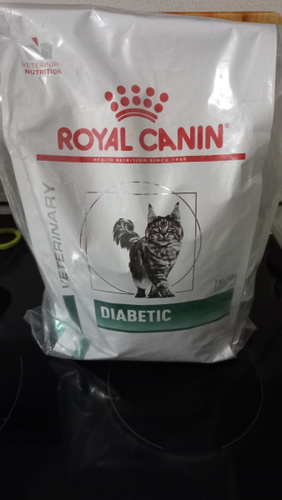 VETERINARY
NUTRITION
ROYAL CANIN
HEALTH NUTRITION SINCE 1968
VETERINARY
DIABETIC